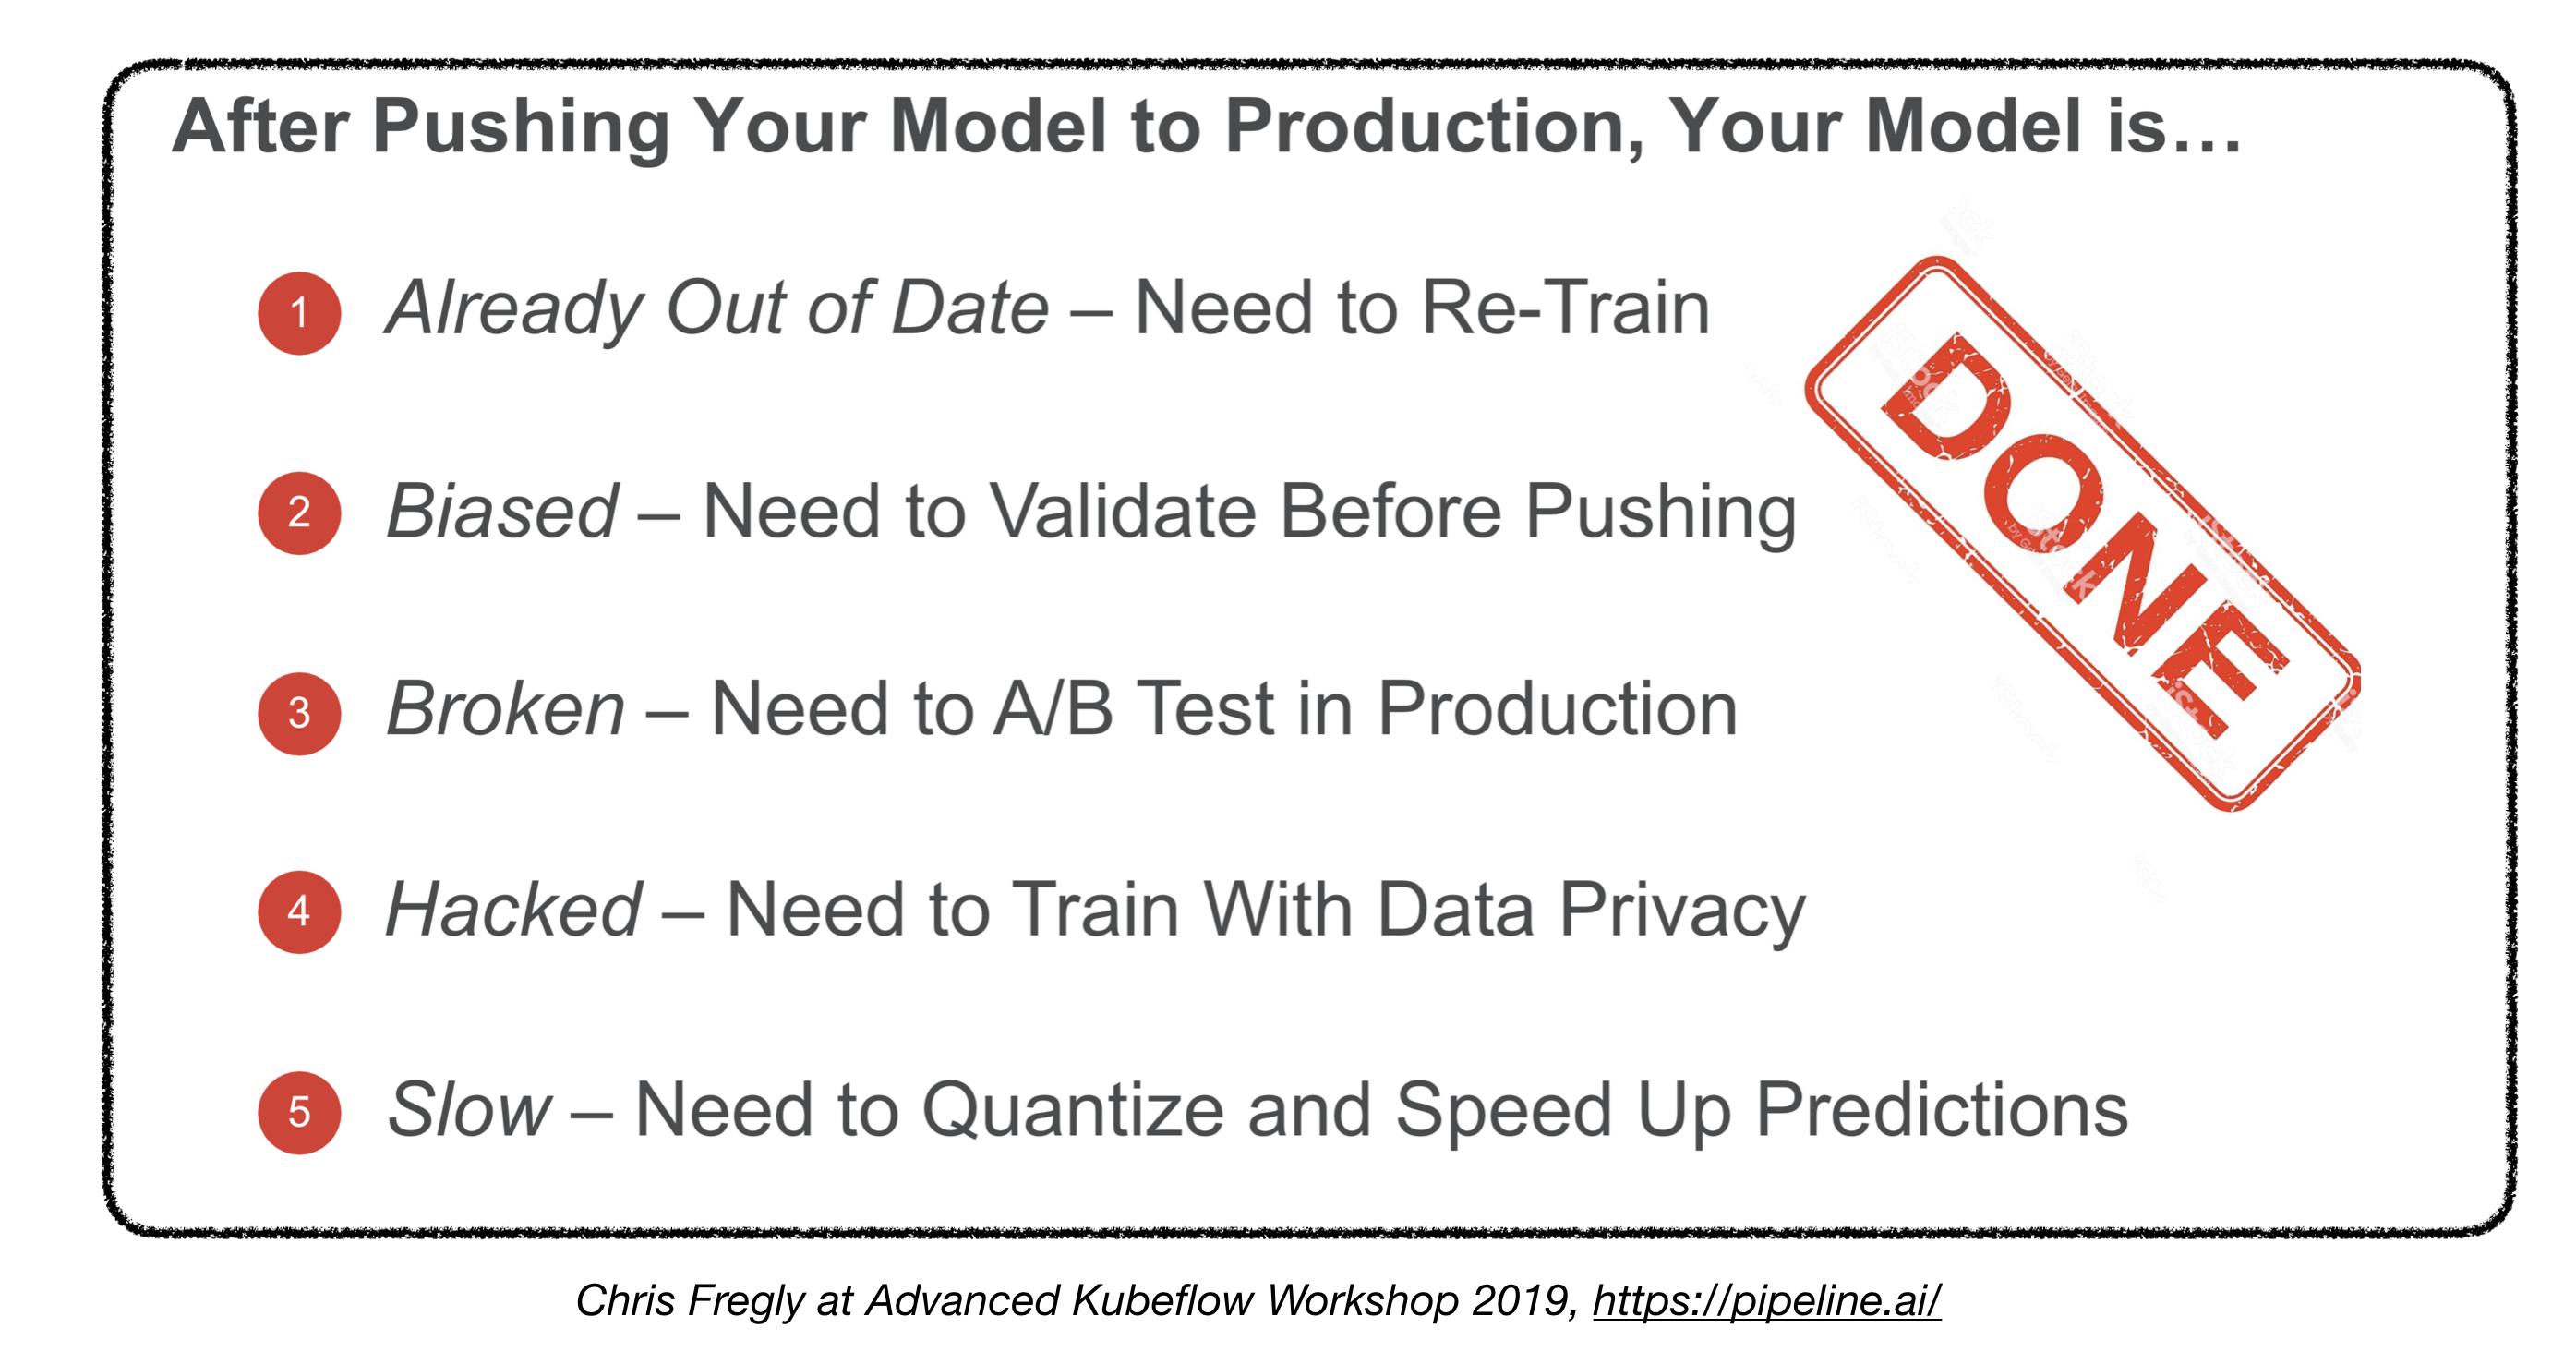 After Pushing Your Model to Production, Your Model is…
1 Already Out of Date – Need to Re-Train
2 Biased – Need to Validate Before Pushing
3 Broken – Need to A/B Test in Production
4 Hacked – Need to Train With Data Privacy
5 Slow – Need to Quantize and Speed Up Predictions
DONE
Chris Fregly at Advanced Kubeflow Workshop 2019, https://pipeline.ai/